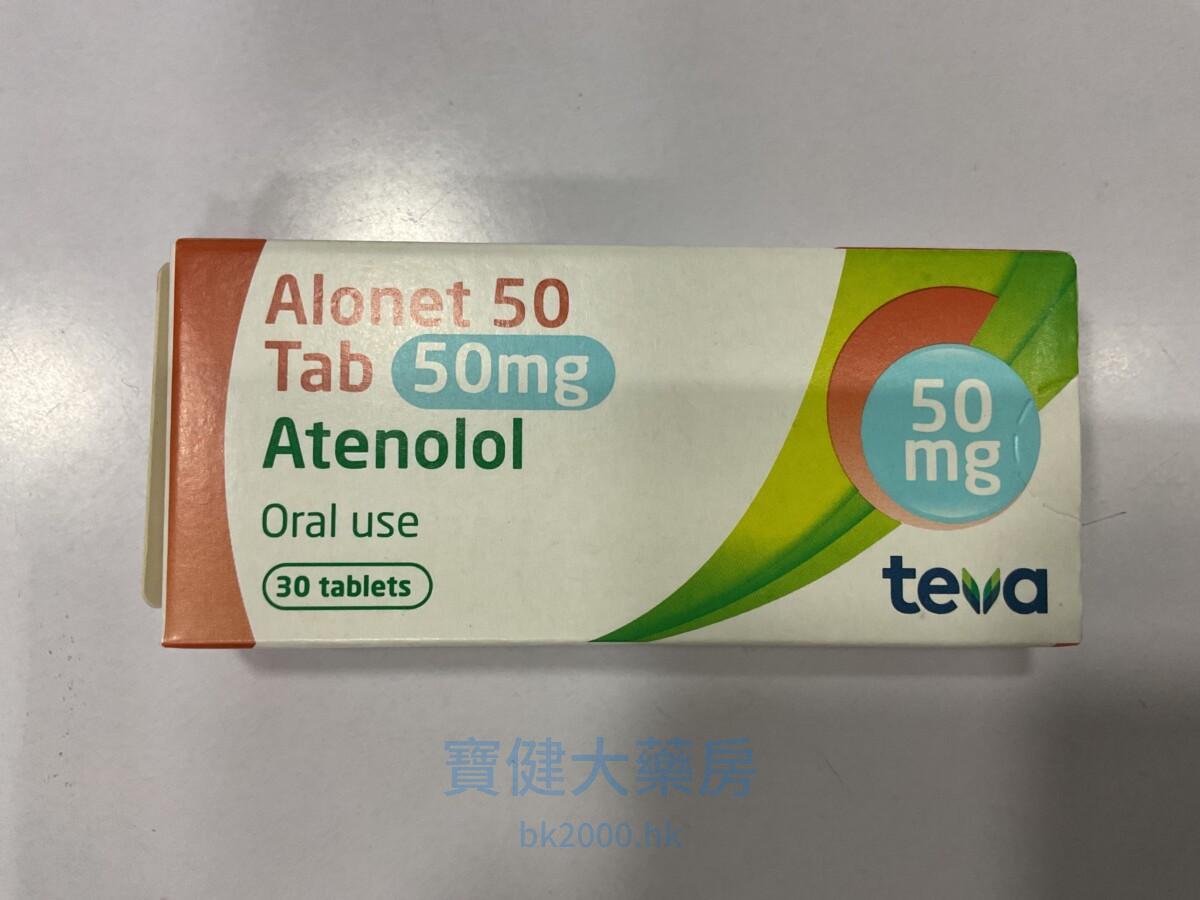 Alonet 50
Tab 50mg
Atenolol
Oral use
30 tablets
50
mg
teva
寶健大藥房
bk2000.hk